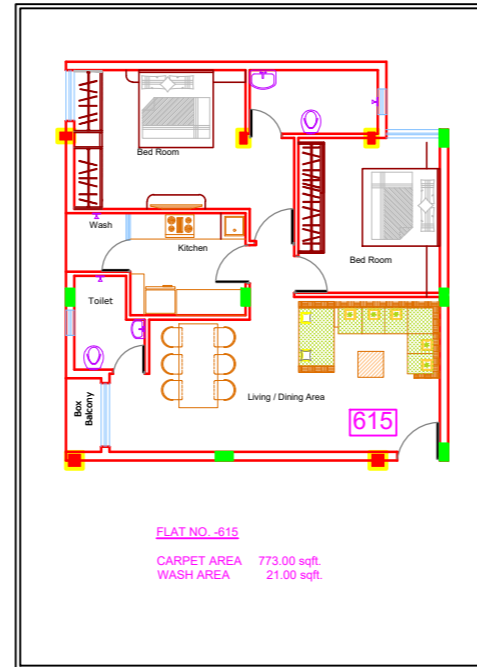 Bed Room
Wash
Kitchen
Bed Room
Toilet
Box
Balcony
Living / Dining Area
615
FLAT NO. -615
CARPET AREA 773.00 sqft.
WASH AREA 21.00 sqft.